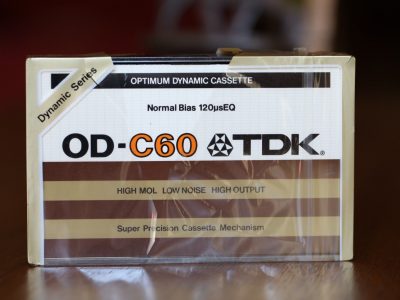 OPTIMUM DYNAMIC CASSETTE
Dynamic Series
Normal Bias 120µsEQ
OD-C60 TDK®
HIGH MOL LOW NOISE HIGH OUTPUT
Super Precision Cassette Mechanism